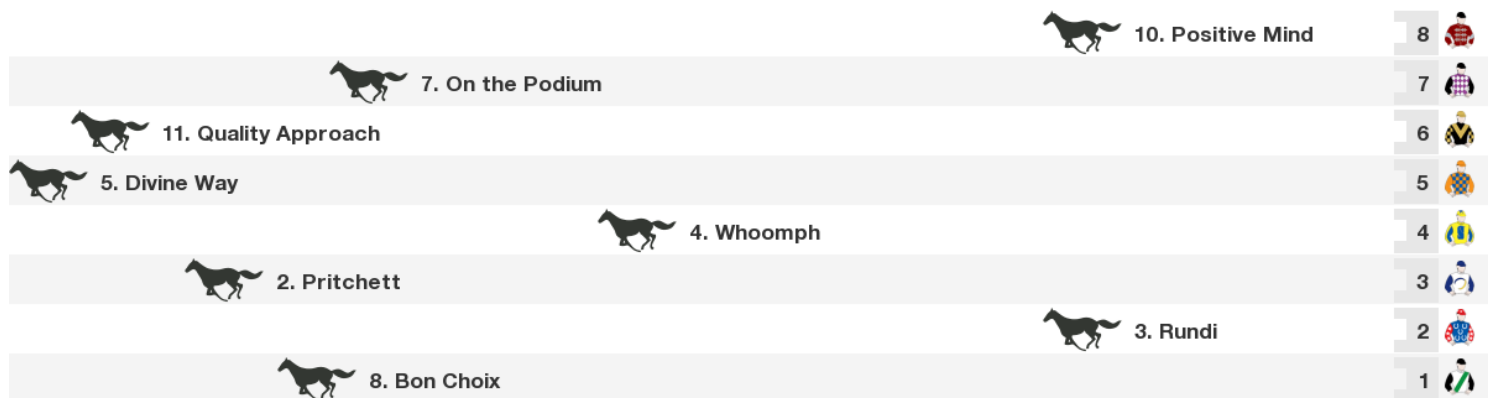 10. Positive Mind 8
7. On the Podium 7
11. Quality Approach 6
5. Divine Way 5
4. Whoomph 4
2. Pritchett 3
3. Rundi 2
8. Bon Choix 1